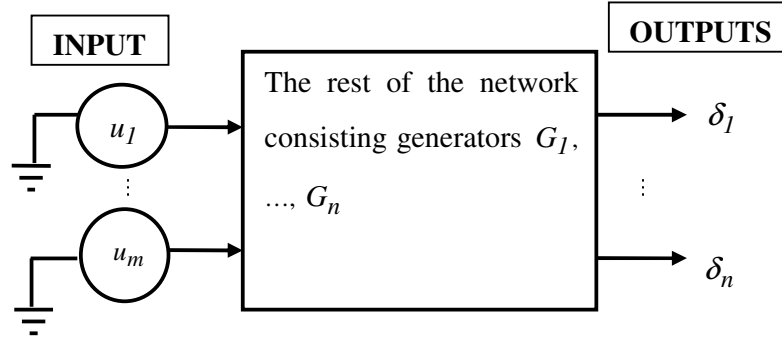 INPUT
OUTPUTS
The rest of the network
consisting generators G1,
..., Gn
u1
⋮
um
δ1
⋮
δn